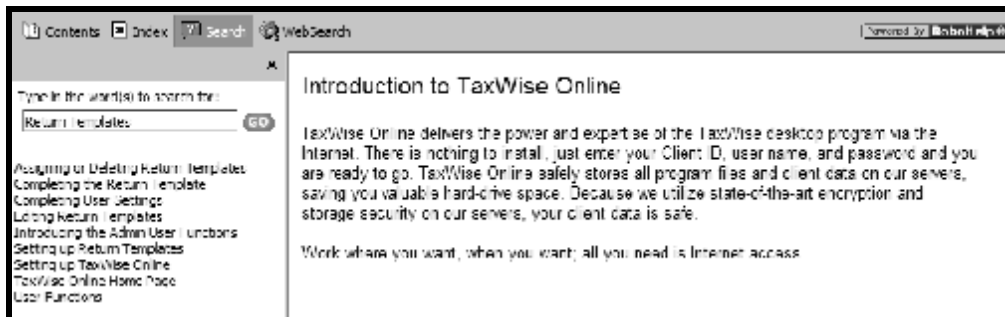 Contents Index Search WebSearch
Powered By RoboHelp
Type in the word(s) to search for:
Return Templates GO
Assigning or Deleting Return Templates
Completing the Return Template
Completing User Settings
Editing Return Templates
Introducing the Admin User Functions
Setting up Return Templates
Setting up TaxWise Online
TaxWise Online Home Page
User Functions
Introduction to TaxWise Online
TaxWise Online delivers the power and expertise of the TaxWise desktop program via the
Internet. There is nothing to install, just enter your Client ID, user name, and password and you
are ready to go. TaxWise Online safely stores all program files and client data on our servers,
saving you valuable hard-drive space. Because we utilize state-of-the-art encryption and
storage security on our servers, your client data is safe.
Work where you want, when you want; all you need is Internet access.